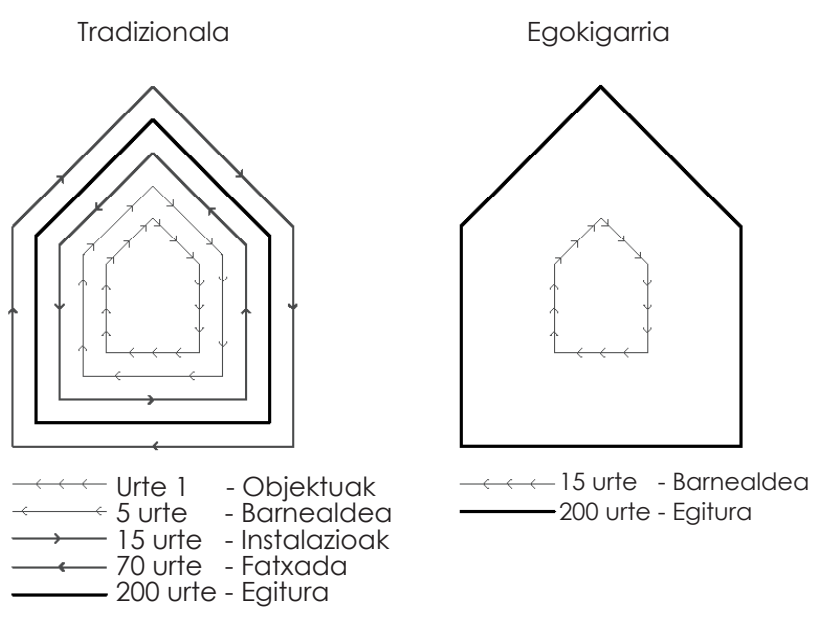 Tradizionala
Urte 1 - Objektuak
5 urte - Barnealdea
15 urte - Instalazioak
70 urte - Fatxada
200 urte - Egitura
Egokigarria
15 urte - Barnealdea
200 urte - Egitura